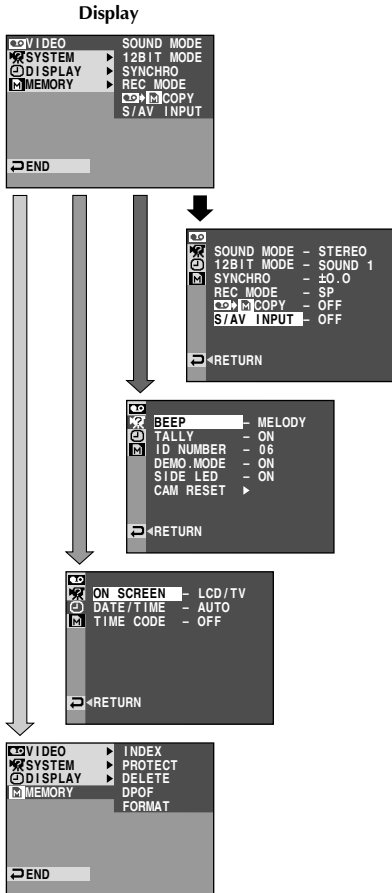 Display
VIDEO SOUND MODE
SYSTEM 12BIT MODE
DISPLAY SYNCHRO
MEMORY REC MODE
M COPY
S/AV INPUT
END
SOUND MODE – STEREO
12BIT MODE – SOUND 1
SYNCHRO – ±0.0
REC MODE – SP
M COPY – OFF
S/AV INPUT – OFF
RETURN
BEEP – MELODY
TALLY – ON
ID NUMBER – 06
DEMO.MODE – ON
SIDE LED – ON
CAM RESET
RETURN
ON SCREEN – LCD/TV
DATE/TIME – AUTO
TIME CODE – OFF
RETURN
VIDEO INDEX
SYSTEM PROTECT
DISPLAY DELETE
MEMORY DPOF
FORMAT
END